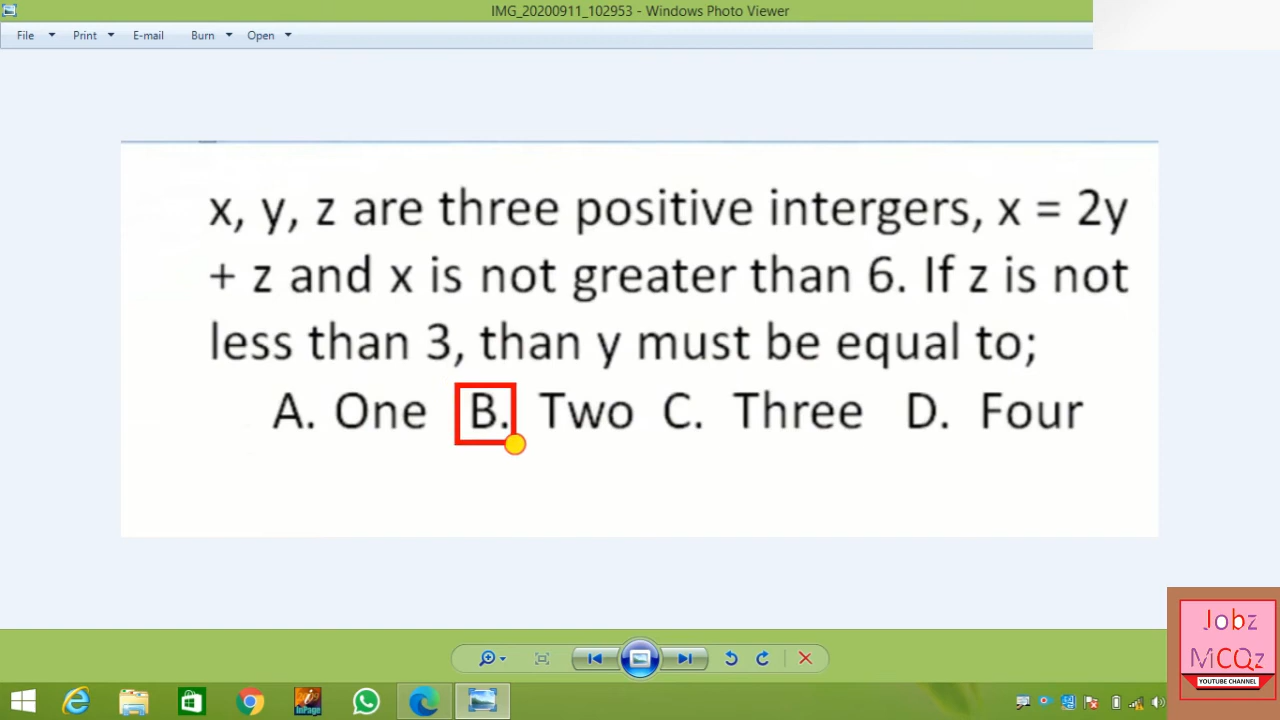 IMG_20200911_102953 - Windows Photo Viewer
File Print E-mail Burn Open
x, y, z are three positive intergers, x = 2y
+ z and x is not greater than 6. If z is not
less than 3, than y must be equal to;
A. One B. Two C. Three D. Four
Jobz
MCQz
YOUTUBE CHANNEL
InPage